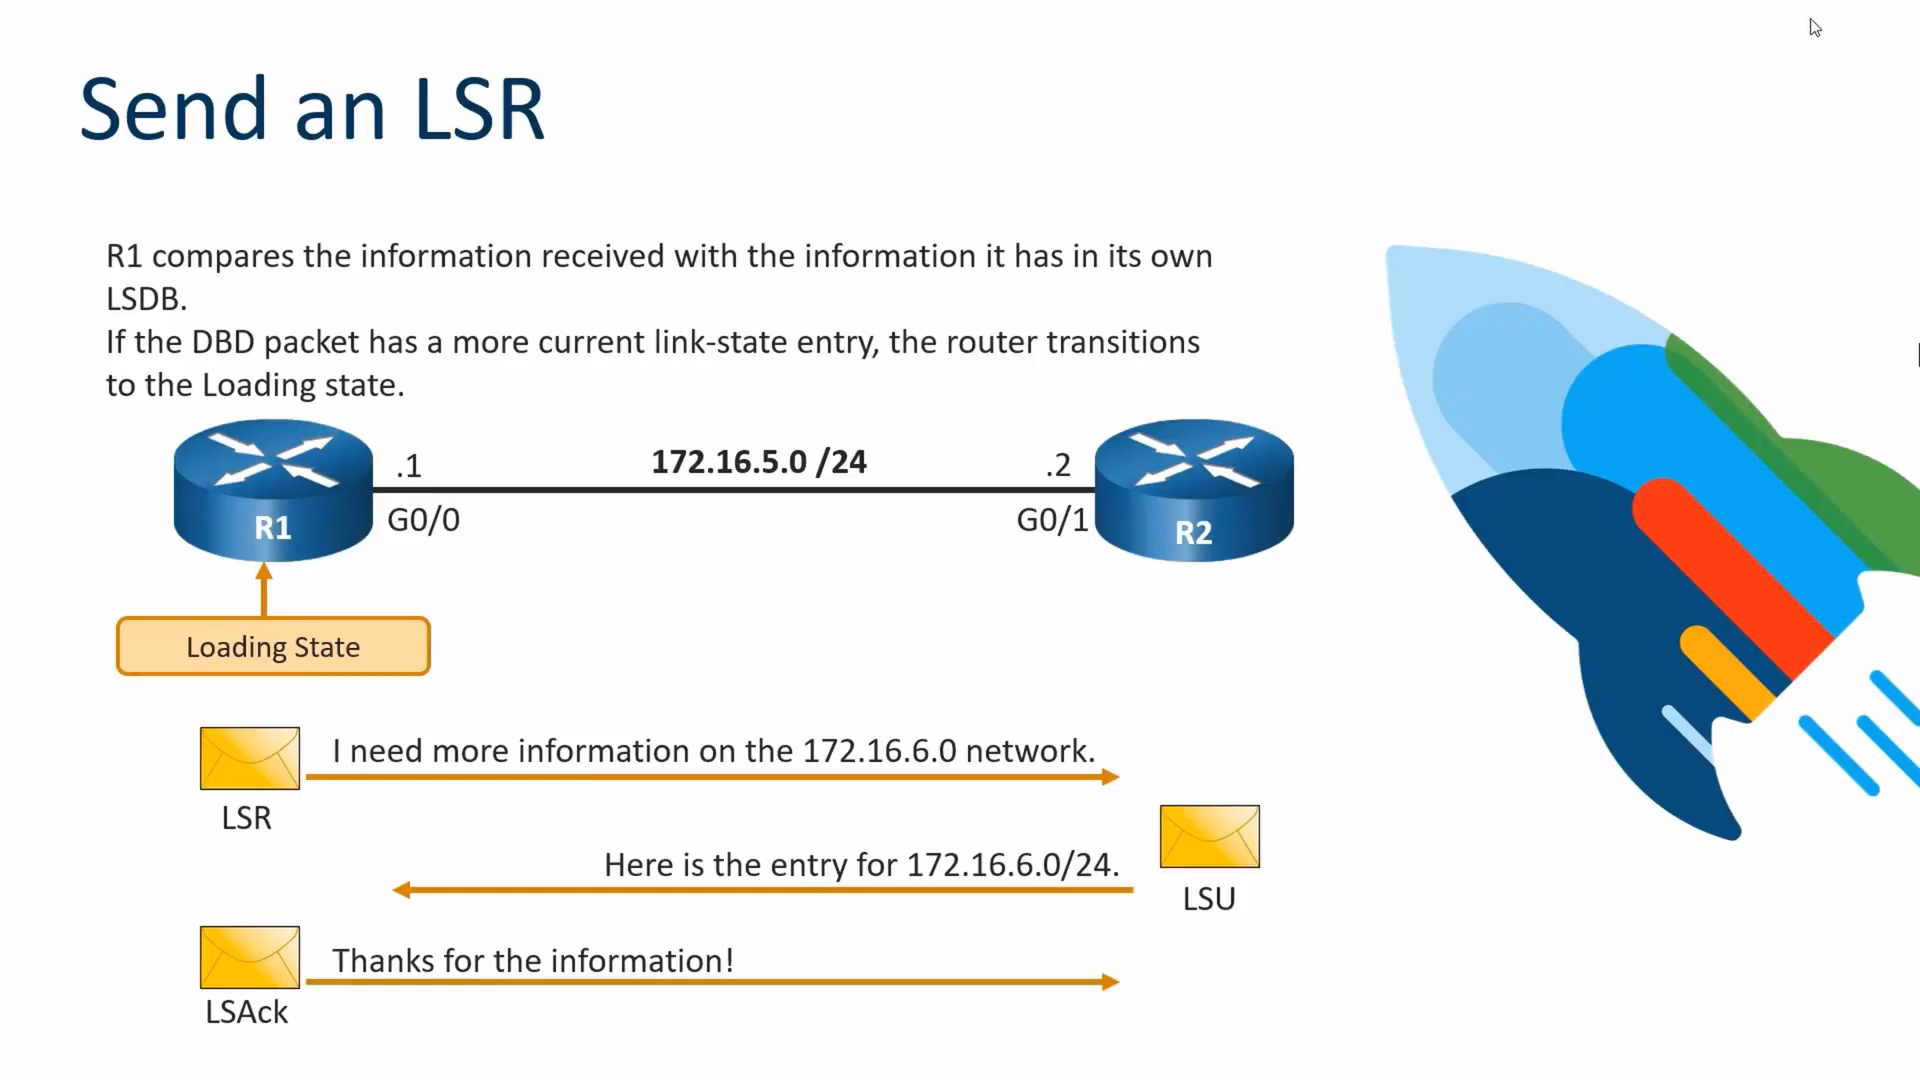 Send an LSR
R1 compares the information received with the information it has in its own
LSDB.
If the DBD packet has a more current link-state entry, the router transitions
to the Loading state.
.1
172.16.5.0 /24
.2
R1
G0/0
G0/1
R2
Loading State
I need more information on the 172.16.6.0 network.
LSR
Here is the entry for 172.16.6.0/24.
LSU
Thanks for the information!
LSAck